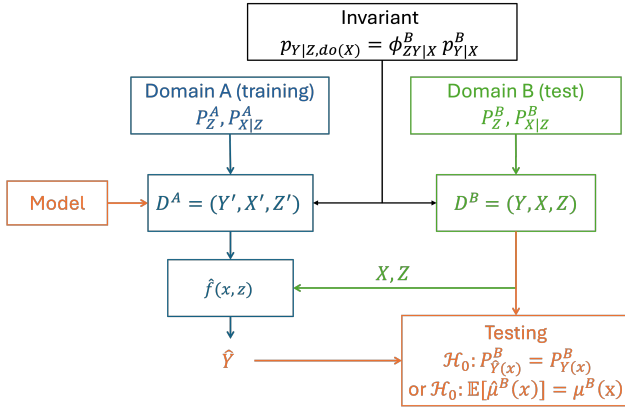 Invariant
p_{Y|Z,do(X)} = ϕ^B_{ZY|X} p^B_{Y|X}
Domain A (training)
P^A_Z, P^A_{X|Z}
Domain B (test)
P^B_Z, P^B_{X|Z}
Model
D^A = (Y′, X′, Z′)
D^B = (Y, X, Z)
f̂(x, z)
X, Z
Ŷ
Testing
ℋ_0: P^B_{Ŷ(x)} = P^B_{Y(x)}
or ℋ_0: 𝔼[μ̂^B(x)] = μ^B(x)